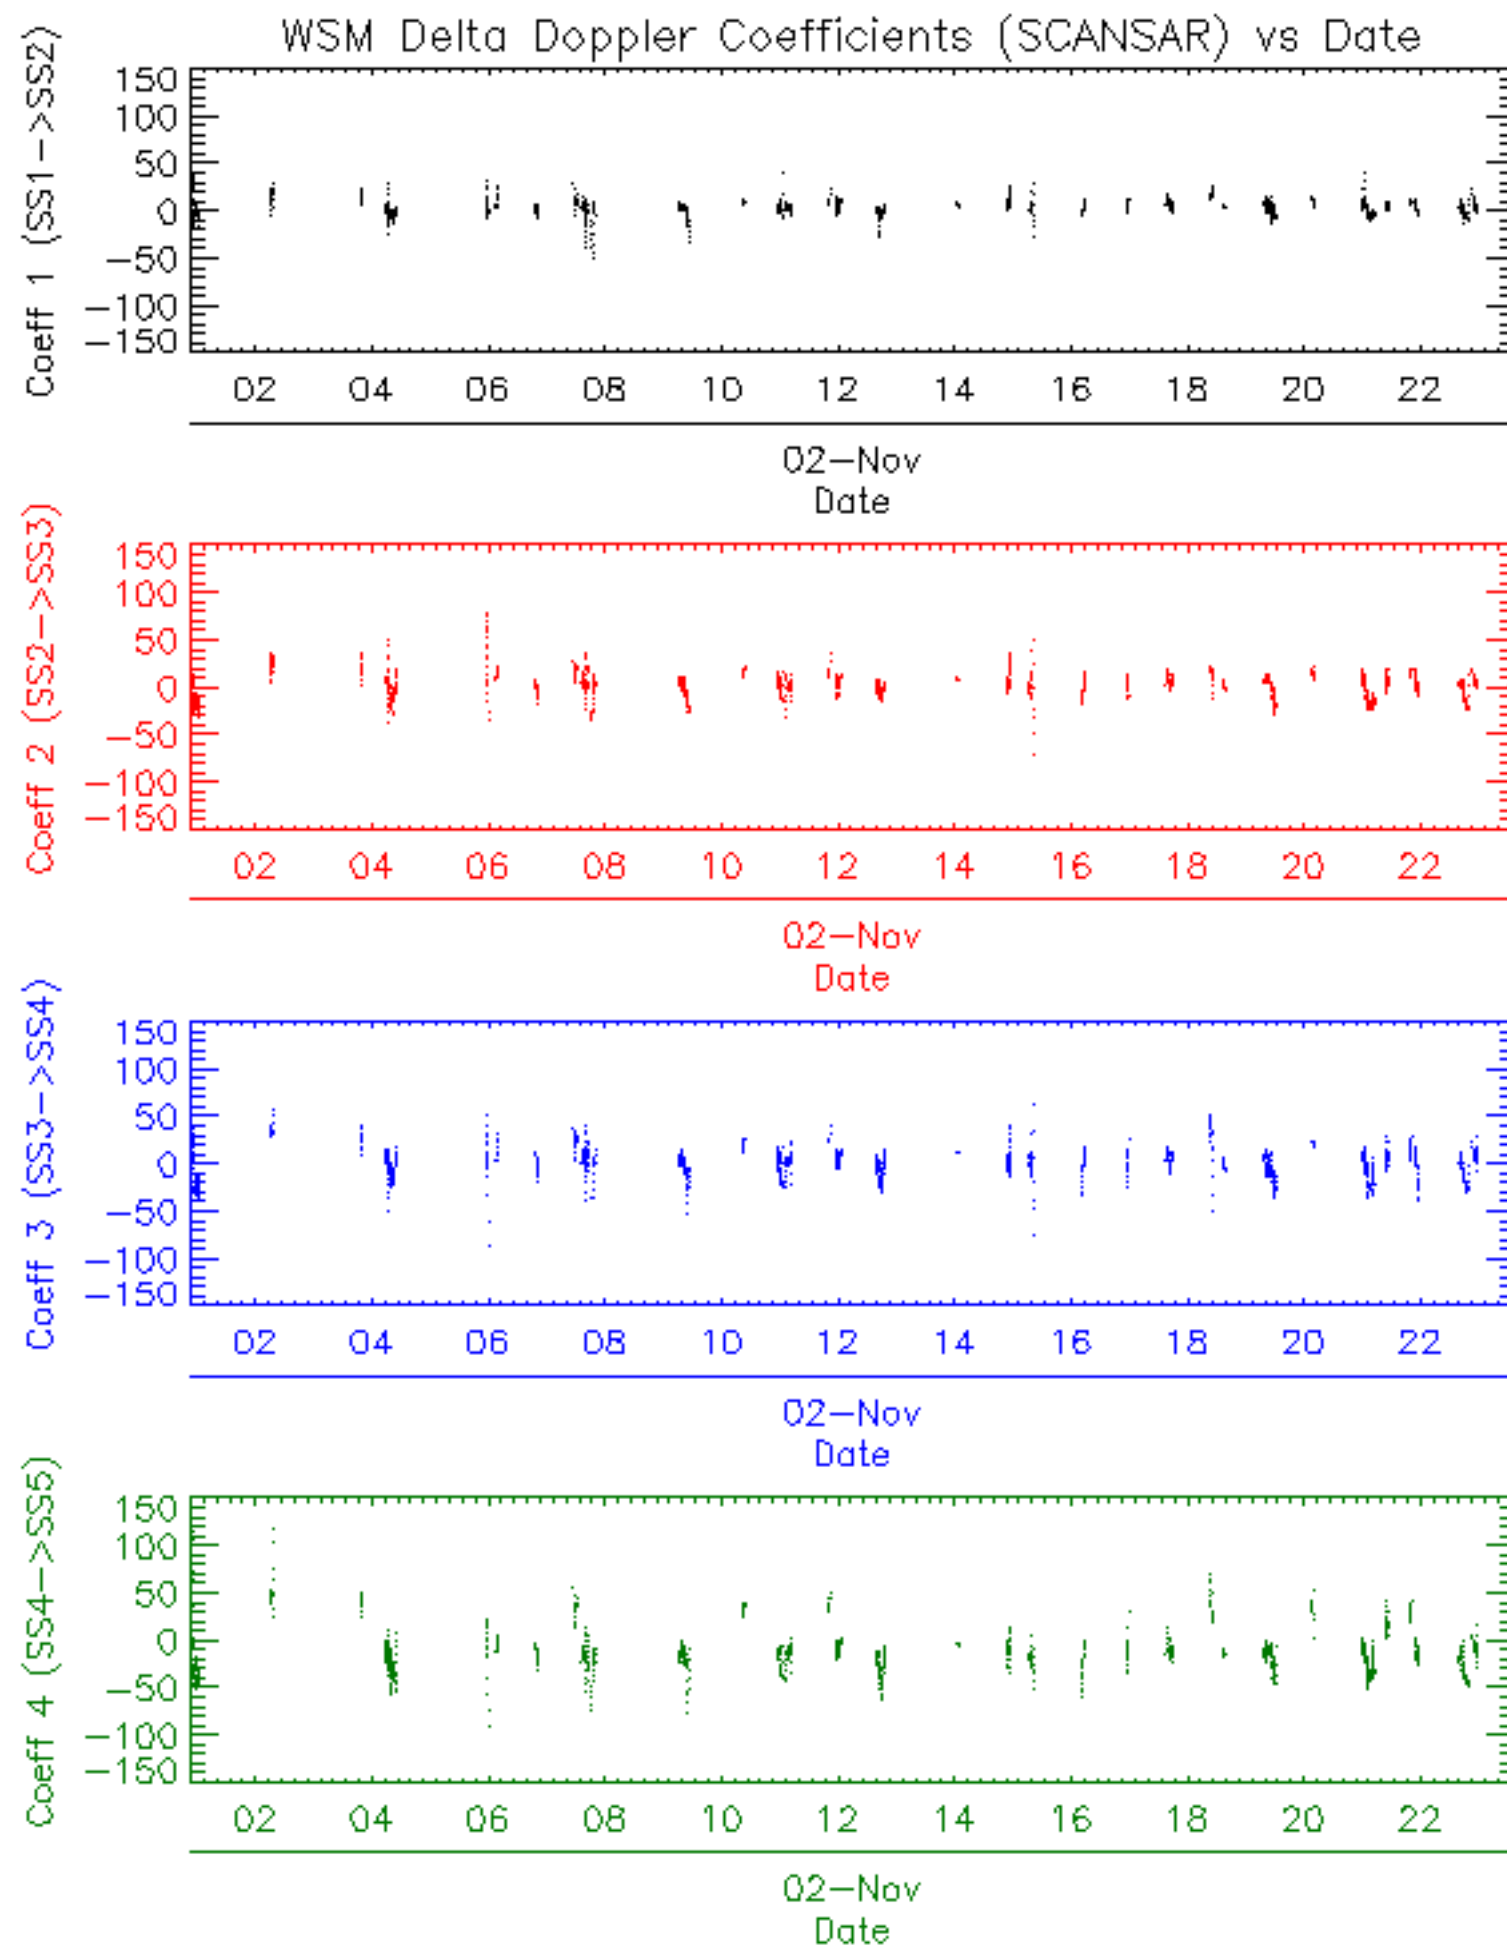 WSM Delta Doppler Coefficients (SCANSAR) vs Date
Coeff 1 (SS1->SS2)
150
100
50
0
-50
-100
-150
02 04 06 08 10 12 14 16 18 20 22
02-Nov
Date
Coeff 2 (SS2->SS3)
150
100
50
0
-50
-100
-150
02 04 06 08 10 12 14 16 18 20 22
02-Nov
Date
Coeff 3 (SS3->SS4)
150
100
50
0
-50
-100
-150
02 04 06 08 10 12 14 16 18 20 22
02-Nov
Date
Coeff 4 (SS4->SS5)
150
100
50
0
-50
-100
-150
02 04 06 08 10 12 14 16 18 20 22
02-Nov
Date